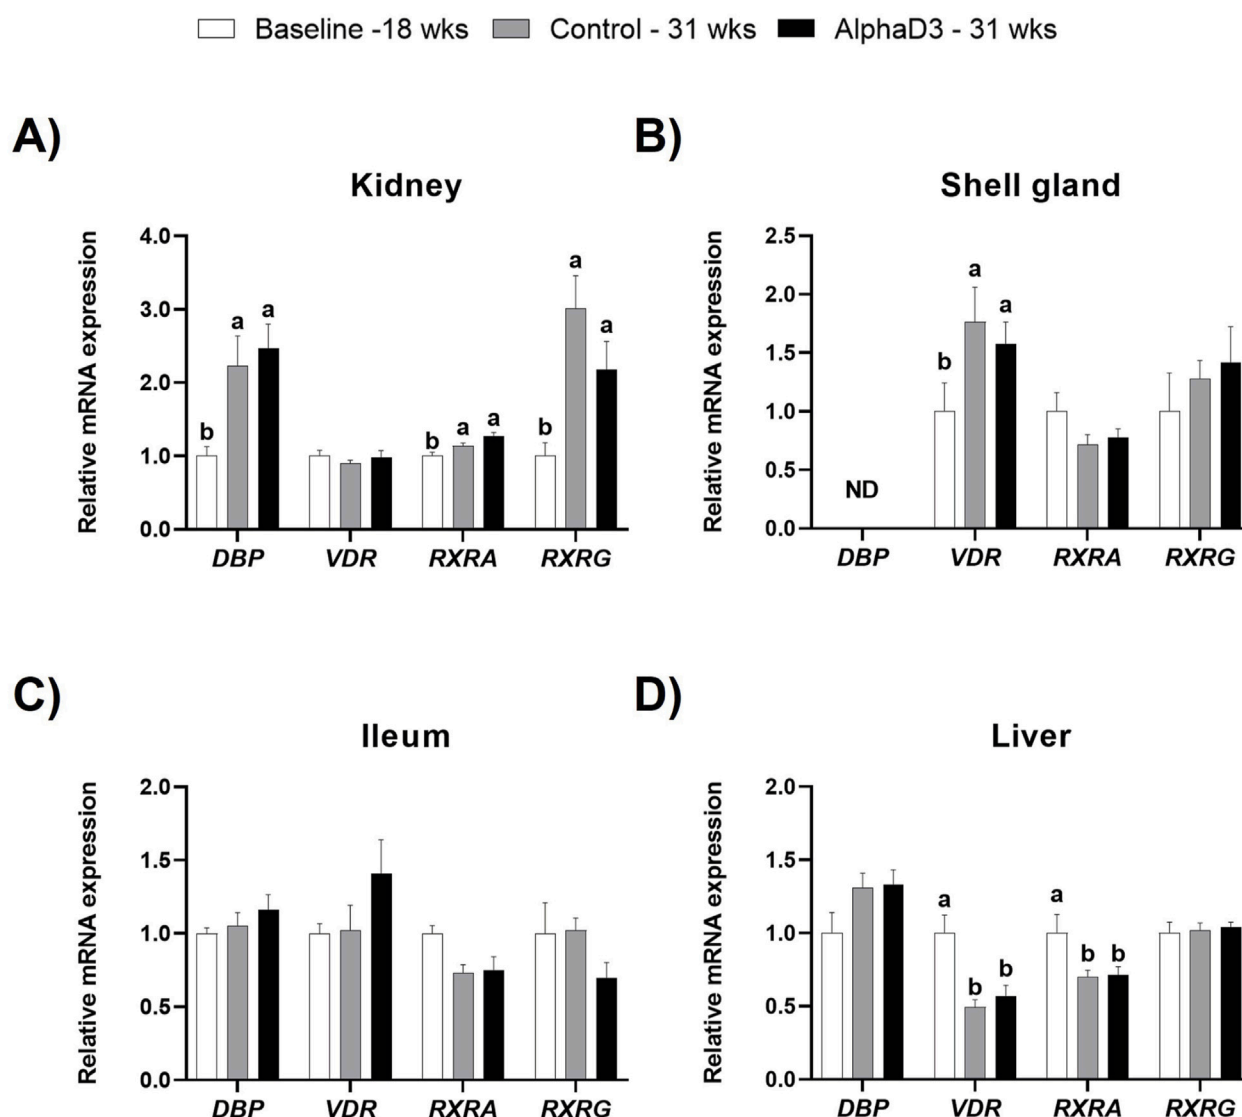 Baseline -18 wks Control - 31 wks AlphaD3 - 31 wks
A)
Kidney
Relative mRNA expression
4.0
3.0
2.0
1.0
0.0
b a a
b a a
b a a
DBP VDR RXRA RXRG
B)
Shell gland
Relative mRNA expression
2.5
2.0
1.5
1.0
0.5
0.0
ND
b a a
DBP VDR RXRA RXRG
C)
Ileum
Relative mRNA expression
2.0
1.5
1.0
0.5
0.0
DBP VDR RXRA RXRG
D)
Liver
Relative mRNA expression
2.0
1.5
1.0
0.5
0.0
a b b
a b b
DBP VDR RXRA RXRG